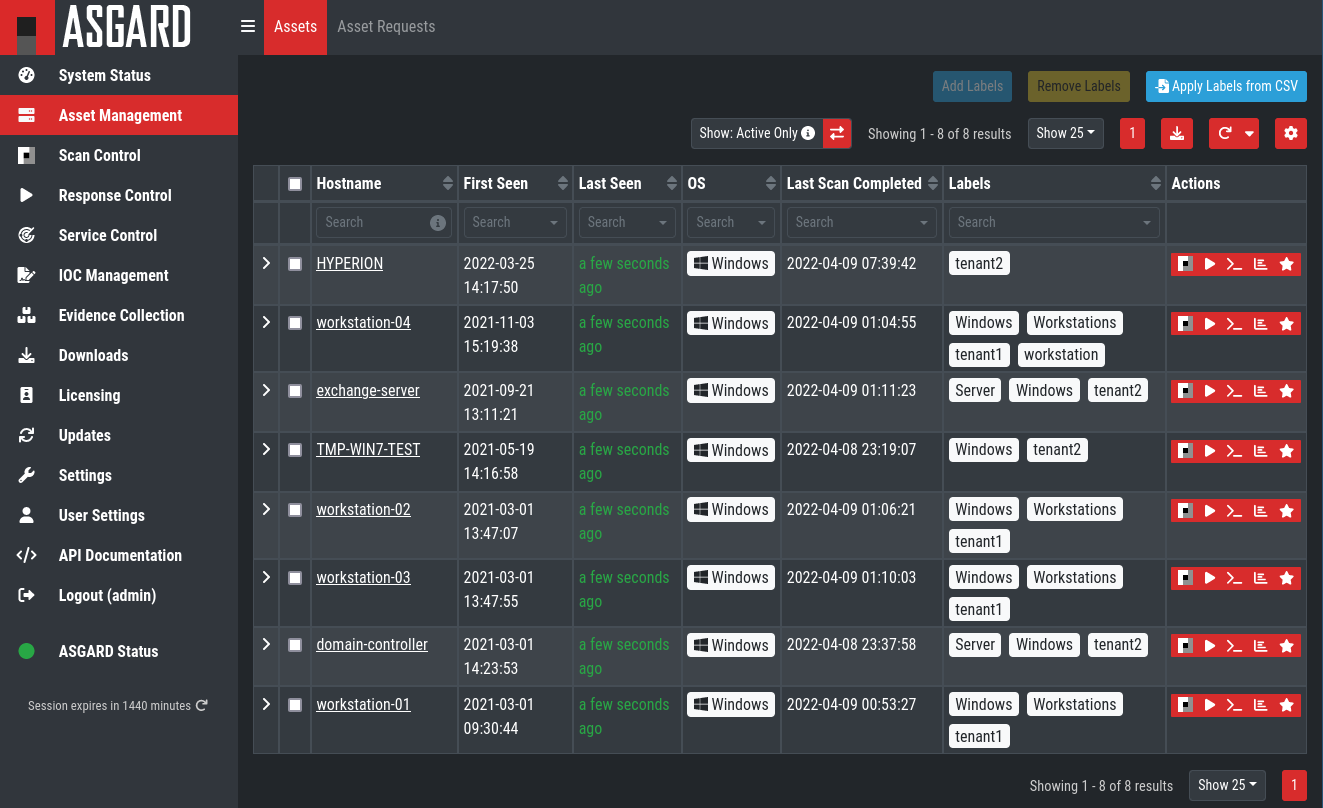 ASGARD
Assets Asset Requests
System Status
Asset Management
Scan Control
Response Control
Service Control
IOC Management
Evidence Collection
Downloads
Licensing
Updates
Settings
User Settings
API Documentation
Logout (admin)
ASGARD Status
Session expires in 1440 minutes
Add Labels Remove Labels Apply Labels from CSV
Show: Active Only Showing 1 - 8 of 8 results Show 25 1
Hostname First Seen Last Seen OS Last Scan Completed Labels Actions
Search Search Search Search Search Search
HYPERION 2022-03-25 a few seconds Windows 2022-04-09 07:39:42 tenant2
14:17:50 ago
workstation-04 2021-11-03 a few seconds Windows 2022-04-09 01:04:55 Windows Workstations
15:19:38 ago tenant1 workstation
exchange-server 2021-09-21 a few seconds Windows 2022-04-09 01:11:23 Server Windows tenant2
13:11:21 ago
TMP-WIN7-TEST 2021-05-19 a few seconds Windows 2022-04-08 23:19:07 Windows tenant2
14:16:58 ago
workstation-02 2021-03-01 a few seconds Windows 2022-04-09 01:06:21 Windows Workstations
13:47:07 ago tenant1
workstation-03 2021-03-01 a few seconds Windows 2022-04-09 01:10:03 Windows Workstations
13:47:55 ago tenant1
domain-controller 2021-03-01 a few seconds Windows 2022-04-08 23:37:58 Server Windows tenant2
14:23:53 ago
workstation-01 2021-03-01 a few seconds Windows 2022-04-09 00:53:27 Windows Workstations
09:30:44 ago tenant1
Showing 1 - 8 of 8 results Show 25 1